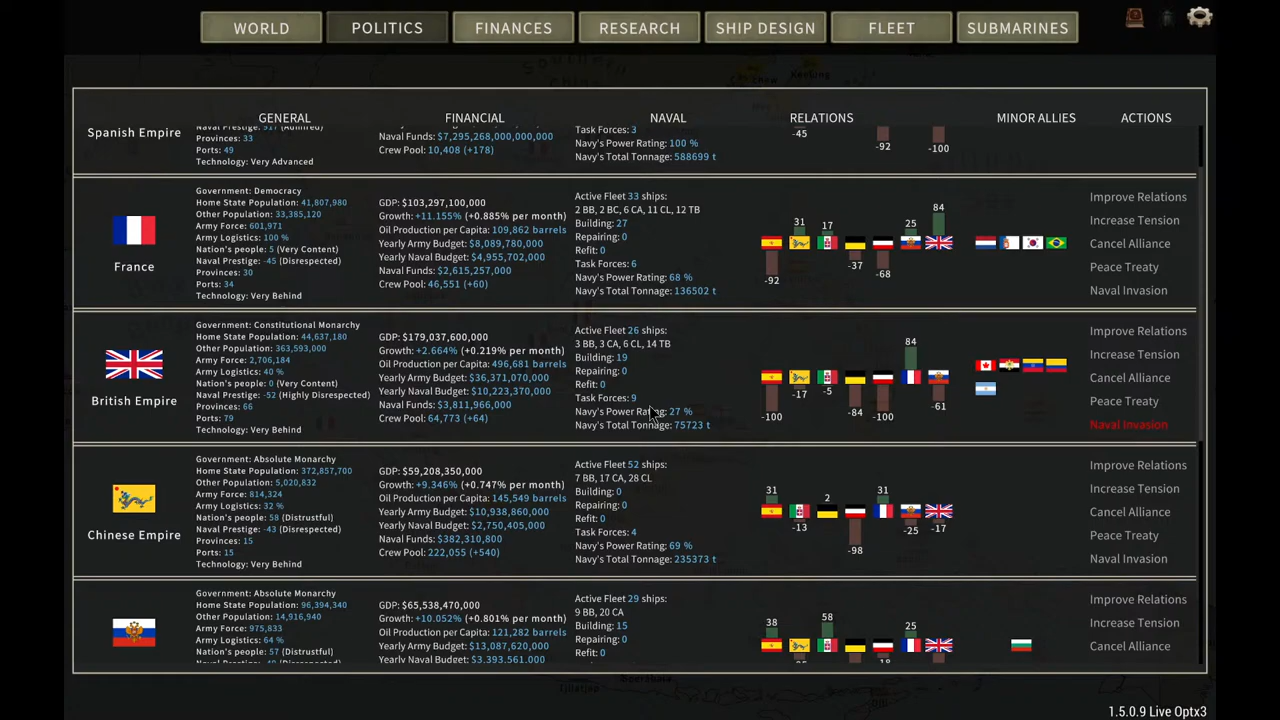 WORLD
POLITICS
FINANCES
RESEARCH
SHIP DESIGN
FLEET
SUBMARINES
GENERAL
FINANCIAL
NAVAL
RELATIONS
MINOR ALLIES
ACTIONS
Spanish Empire
Provinces: 33
Ports: 49
Technology: Very Advanced
Naval Funds: $7,295,268,000,000,000
Crew Pool: 10,408 (+178)
Task Forces: 3
Navy's Power Rating: 100 %
Navy's Total Tonnage: 588699 t
-45
-92
-100
France
Government: Democracy
Home State Population: 41,807,980
Other Population: 33,385,120
Army Force: 601,971
Army Logistics: 100 %
Nation's people: 5 (Very Content)
Naval Prestige: -45 (Disrespect)
Provinces: 30
Ports: 34
Technology: Very Behind
GDP: $103,297,100,000
Growth: +11.155% (+0.885% per month)
Oil Production per Capita: 109,862 barrels
Yearly Army Budget: $8,089,780,000
Yearly Naval Budget: $4,955,702,000
Naval Funds: $2,615,257,000
Crew Pool: 46,551 (+60)
Active Fleet 33 ships:
2 BB, 2 BC, 6 CA, 11 CL, 12 TB
Building: 27
Repairing: 0
Refit: 0
Task Forces: 6
Navy's Power Rating: 68 %
Navy's Total Tonnage: 136502 t
31
17
25
84
-92
-37
-68
Improve Relations
Increase Tension
Cancel Alliance
Peace Treaty
Naval Invasion
British Empire
Government: Constitutional Monarchy
Home State Population: 44,637,180
Other Population: 363,593,000
Army Force: 2,706,184
Army Logistics: 40 %
Nation's people: 0 (Very Content)
Naval Prestige: -52 (Highly Disrespected)
Provinces: 66
Ports: 79
Technology: Very Behind
GDP: $179,037,600,000
Growth: +2.664% (+0.219% per month)
Oil Production per Capita: 496,681 barrels
Yearly Army Budget: $36,371,070,000
Yearly Naval Budget: $10,223,370,000
Naval Funds: $3,811,966,000
Crew Pool: 64,773 (+64)
Active Fleet 26 ships:
3 BB, 3 CA, 6 CL, 14 TB
Building: 19
Repairing: 0
Refit: 0
Task Forces: 9
Navy's Power Rating: 27 %
Navy's Total Tonnage: 75723 t
84
-100
-17
-5
-84
-100
-61
Improve Relations
Increase Tension
Cancel Alliance
Peace Treaty
Naval Invasion
Chinese Empire
Government: Absolute Monarchy
Home State Population: 372,857,700
Other Population: 5,020,832
Army Force: 814,324
Army Logistics: 32 %
Nation's people: 58 (Distrustful)
Naval Prestige: -43 (Disrespect)
Provinces: 15
Ports: 15
Technology: Very Behind
GDP: $59,208,350,000
Growth: +9.346% (+0.747% per month)
Oil Production per Capita: 145,549 barrels
Yearly Army Budget: $10,938,860,000
Yearly Naval Budget: $2,750,405,000
Naval Funds: $382,310,800
Crew Pool: 222,055 (+540)
Active Fleet 52 ships:
7 BB, 17 CA, 28 CL
Building: 0
Repairing: 0
Refit: 0
Task Forces: 4
Navy's Power Rating: 69 %
Navy's Total Tonnage: 235373 t
31
2
31
-13
-98
-25
-17
Improve Relations
Increase Tension
Cancel Alliance
Peace Treaty
Naval Invasion
Government: Absolute Monarchy
Home State Population: 96,394,340
Other Population: 14,916,940
Army Force: 975,833
Army Logistics: 64 %
Nation's people: 57 (Distrustful)
GDP: $65,538,470,000
Growth: +10.052% (+0.801% per month)
Oil Production per Capita: 121,282 barrels
Yearly Army Budget: $13,087,620,000
Yearly Naval Budget: $3,393,561,000
Active Fleet 29 ships:
9 BB, 20 CA
Building: 15
Repairing: 0
Refit: 0
38
58
25
Improve Relations
Increase Tension
Cancel Alliance
1.5.0.9 Live Optx3